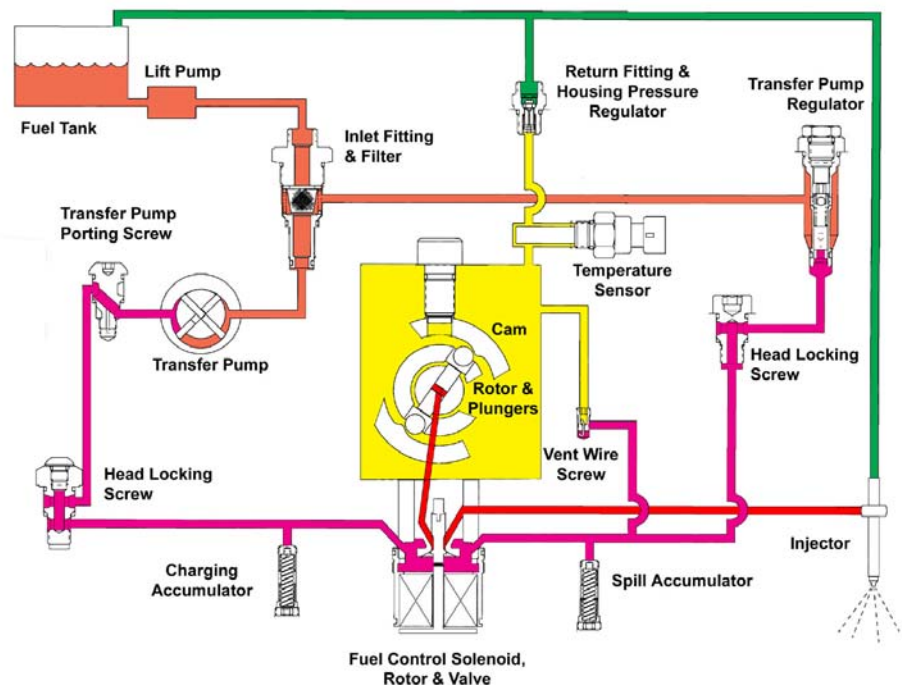 Lift Pump
Fuel Tank
Inlet Fitting
& Filter
Return Fitting &
Housing Pressure
Regulator
Transfer Pump
Regulator
Transfer Pump
Porting Screw
Temperature
Sensor
Transfer Pump
Cam
Rotor &
Plungers
Head Locking
Screw
Vent Wire
Screw
Head Locking
Screw
Charging
Accumulator
Spill Accumulator
Injector
Fuel Control Solenoid,
Rotor & Valve